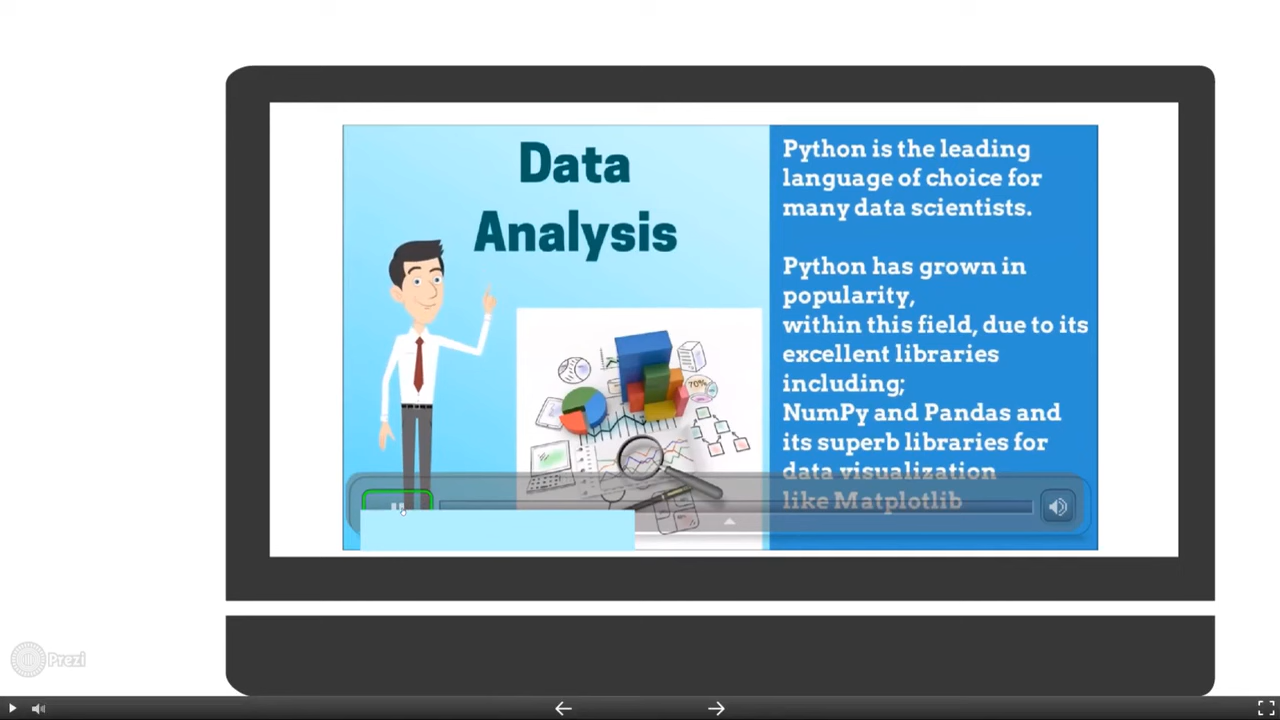 Data
Analysis
Python is the leading
language of choice for
many data scientists.
Python has grown in
popularity,
within this field, due to its
excellent libraries
including;
NumPy and Pandas and
its superb libraries for
data visualization
like Matplotlib
70%
Prezi